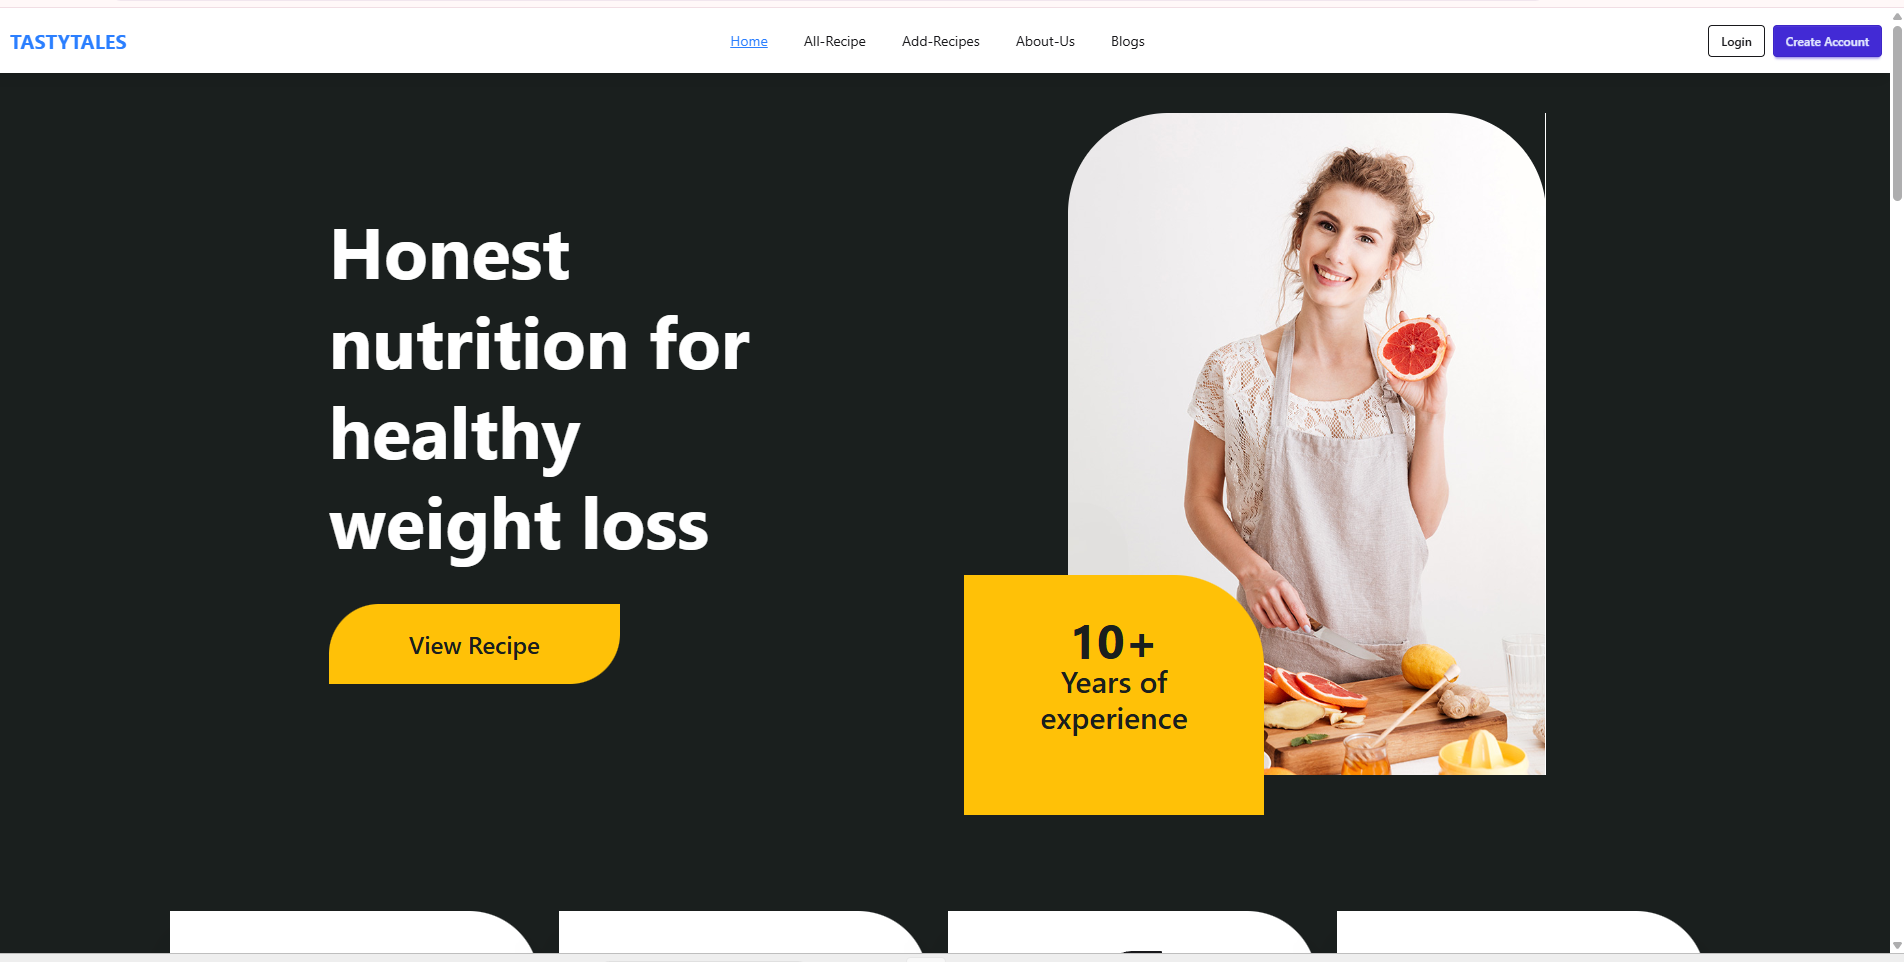 TASTYTALES
Home All-Recipe Add-Recipes About-Us Blogs
Login Create Account
Honest
nutrition for
healthy
weight loss
View Recipe
10+
Years of
experience